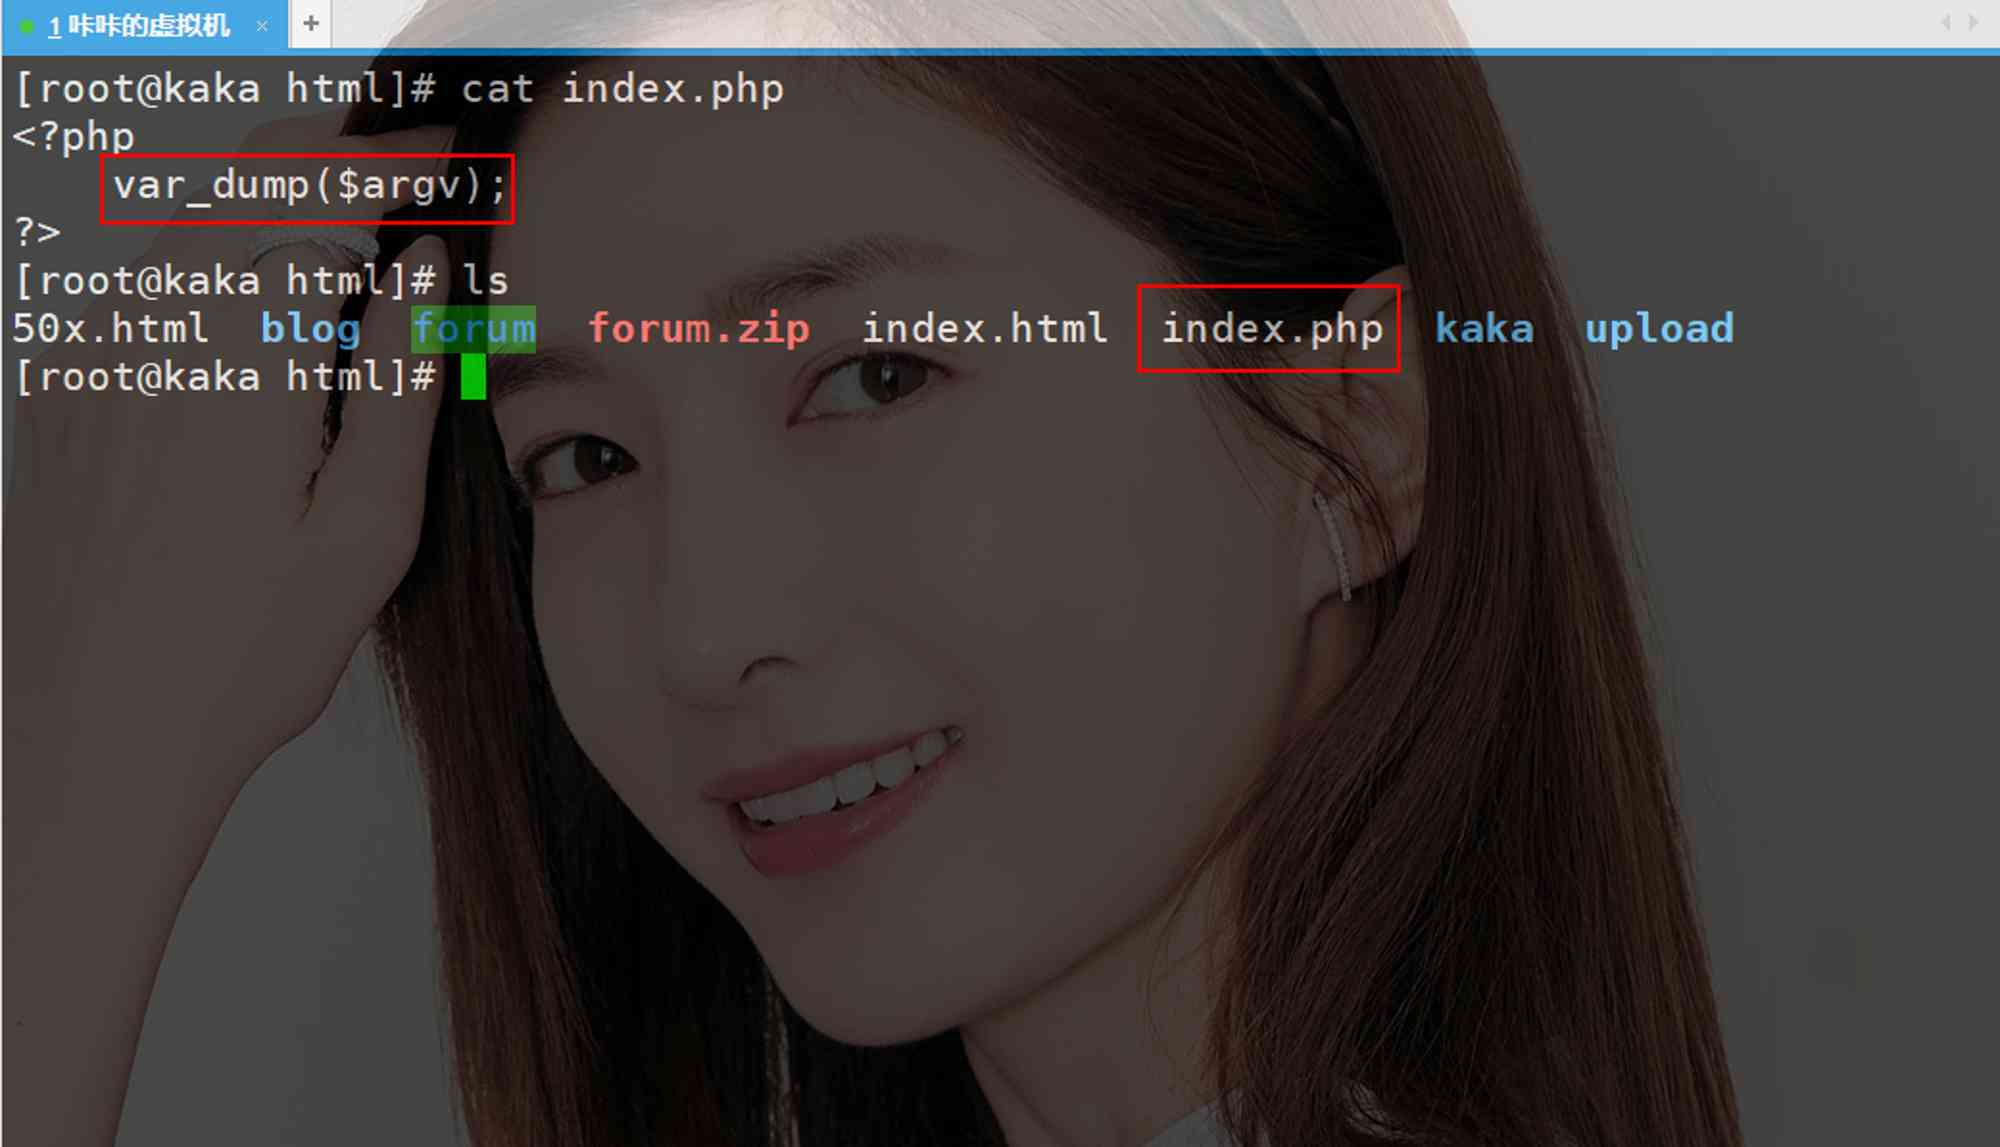 1 咔咔的虚拟机 × +
[root@kaka html]# cat index.php
<?php
var_dump($argv);
?>
[root@kaka html]# ls
50x.html blog forum forum.zip index.html index.php kaka upload
[root@kaka html]#